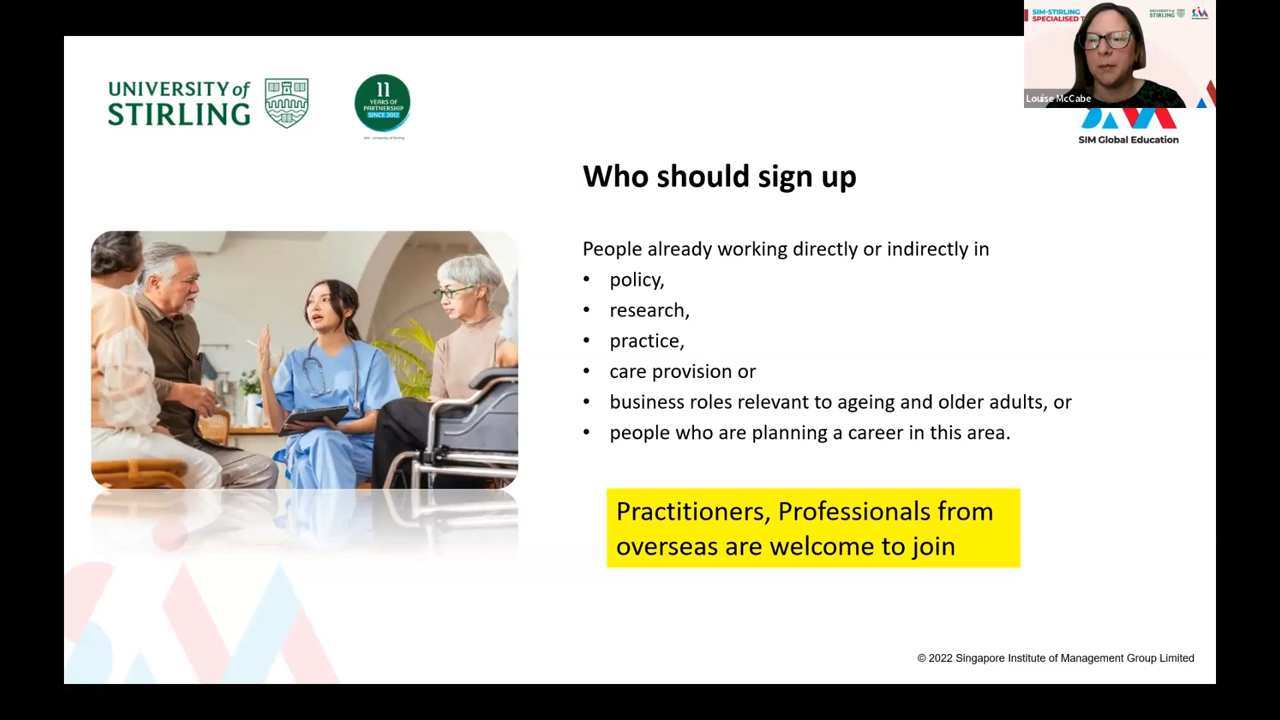 UNIVERSITY of
STIRLING
11
YEARS OF
PARTNERSHIP
SINCE 2012
SIM-STIRLING
SPECIALISED
UNIVERSITY of
STIRLING
Louise McCabe
SIM Global Education
Who should sign up
People already working directly or indirectly in
• policy,
• research,
• practice,
• care provision or
• business roles relevant to ageing and older adults, or
• people who are planning a career in this area.
Practitioners, Professionals from
overseas are welcome to join
© 2022 Singapore Institute of Management Group Limited